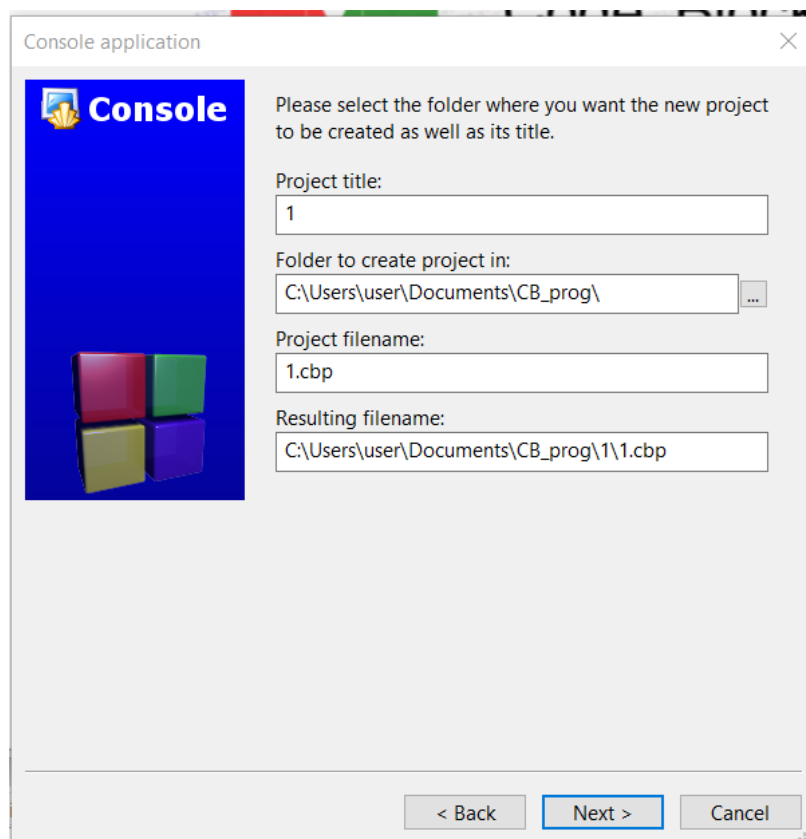 Console application
Console
Please select the folder where you want the new project
to be created as well as its title.
Project title:
1
Folder to create project in:
C:\Users\user\Documents\CB_prog\
...
Project filename:
1.cbp
Resulting filename:
C:\Users\user\Documents\CB_prog\1\1.cbp
< Back
Next >
Cancel